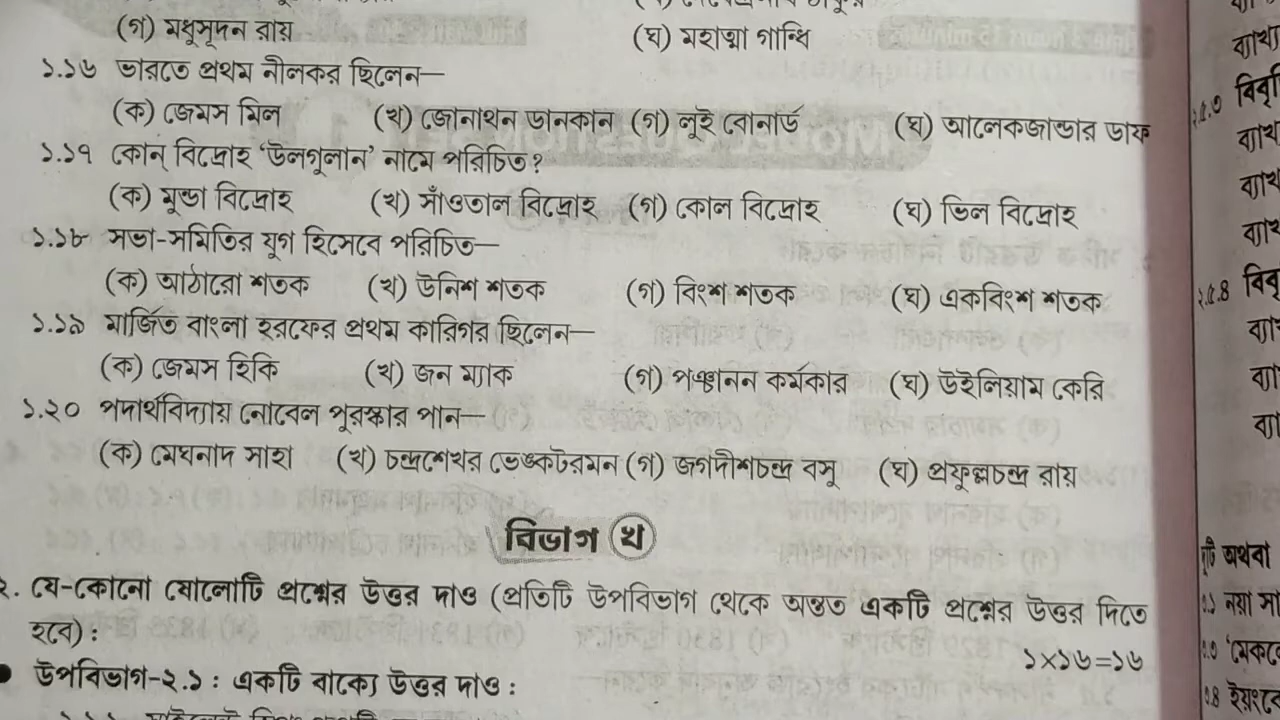 (গ) মধুসূদন রায়
(ঘ) মহাত্মা গান্ধি
১.১৬ ভারতে প্রথম নীলকর ছিলেন—
(ক) জেমস মিল (খ) জোনাথন ডানকান (গ) লুই বোনার্ড (ঘ) আলেকজান্ডার ডাফ
১.১৭ কোন্ বিদ্রোহ ‘উলগুলান’ নামে পরিচিত?
(ক) মুন্ডা বিদ্রোহ (খ) সাঁওতাল বিদ্রোহ (গ) কোল বিদ্রোহ (ঘ) ভিল বিদ্রোহ
১.১৮ সভা-সমিতির যুগ হিসেবে পরিচিত—
(ক) আঠারো শতক (খ) উনিশ শতক (গ) বিংশ শতক (ঘ) একবিংশ শতক
১.১৯ মার্জিত বাংলা হরফের প্রথম কারিগর ছিলেন—
(ক) জেমস হিকি (খ) জন ম্যাক (গ) পঞ্চানন কর্মকার (ঘ) উইলিয়াম কেরি
১.২০ পদার্থবিদ্যায় নোবেল পুরস্কার পান—
(ক) মেঘনাদ সাহা (খ) চন্দ্রশেখর ভেঙ্কটরমন (গ) জগদীশচন্দ্র বসু (ঘ) প্রফুল্লচন্দ্র রায়
বিভাগ খ
২. যে-কোনো ষোলোটি প্রশ্নের উত্তর দাও (প্রতিটি উপবিভাগ থেকে অন্তত একটি প্রশ্নের উত্তর দিতে
হবে) :
১×১৬=১৬
● উপবিভাগ-২.১ : একটি বাক্যে উত্তর দাও :
অথবা